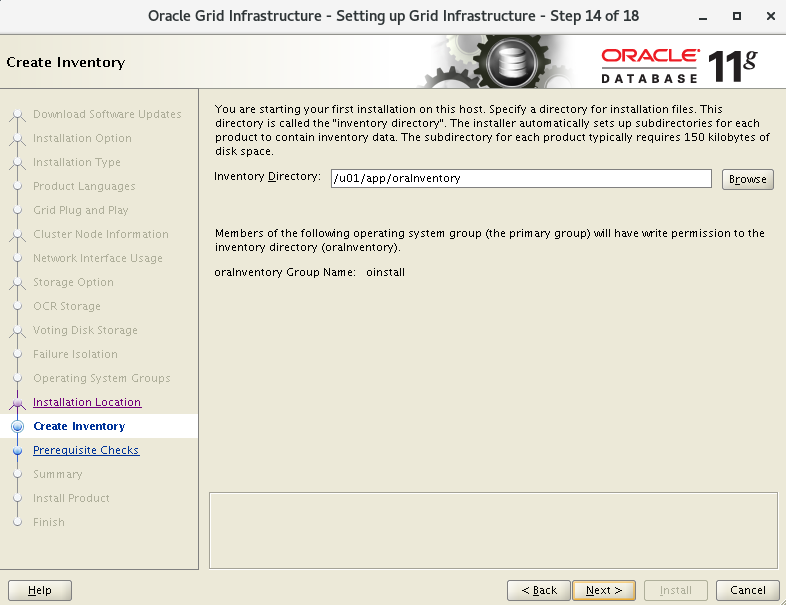 Oracle Grid Infrastructure - Setting up Grid Infrastructure - Step 14 of 18
Create Inventory
ORACLE
DATABASE
11g
Download Software Updates
Installation Option
Installation Type
Product Languages
Grid Plug and Play
Cluster Node Information
Network Interface Usage
Storage Option
OCR Storage
Voting Disk Storage
Failure Isolation
Operating System Groups
Installation Location
Create Inventory
Prerequisite Checks
Summary
Install Product
Finish
You are starting your first installation on this host. Specify a directory for installation files. This
directory is called the "inventory directory". The installer automatically sets up subdirectories for each
product to contain inventory data. The subdirectory for each product typically requires 150 kilobytes of
disk space.
Inventory Directory: /u01/app/oraInventory Browse
Members of the following operating system group (the primary group) will have write permission to the
inventory directory (oraInventory).
oraInventory Group Name: oinstall
Help < Back Next > Install Cancel